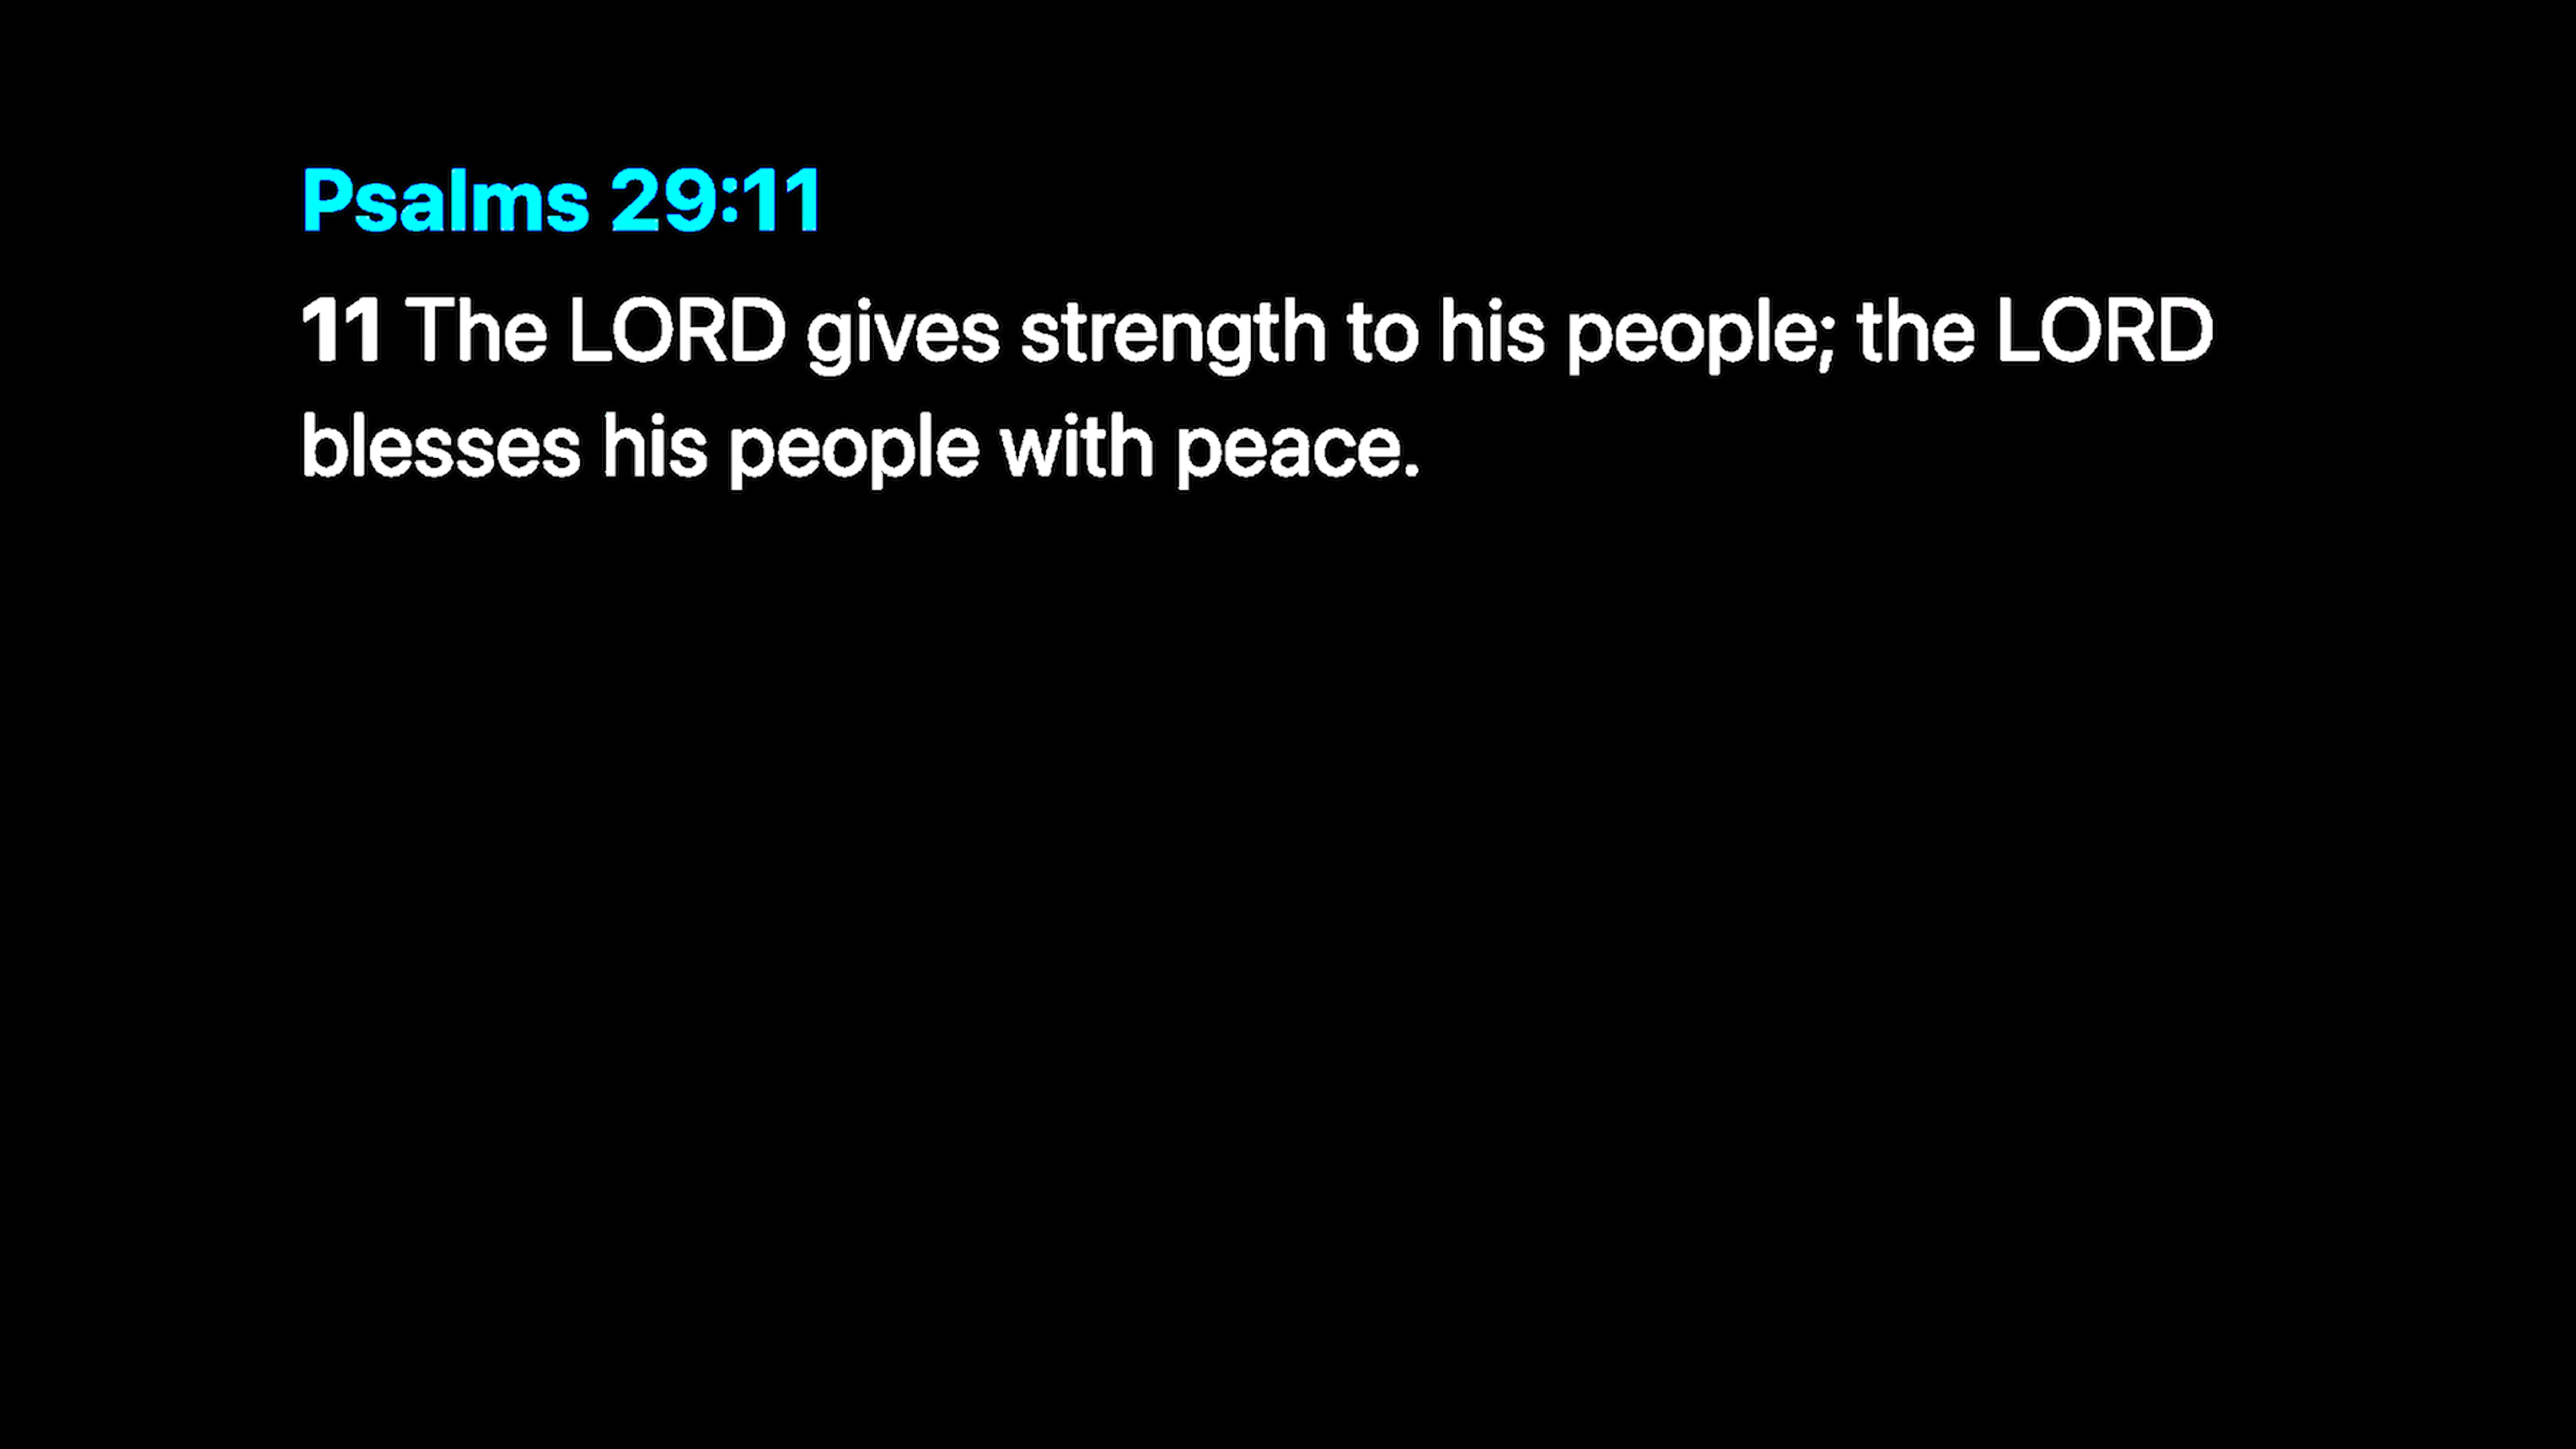 Psalms 29:11
11 The LORD gives strength to his people; the LORD
blesses his people with peace.